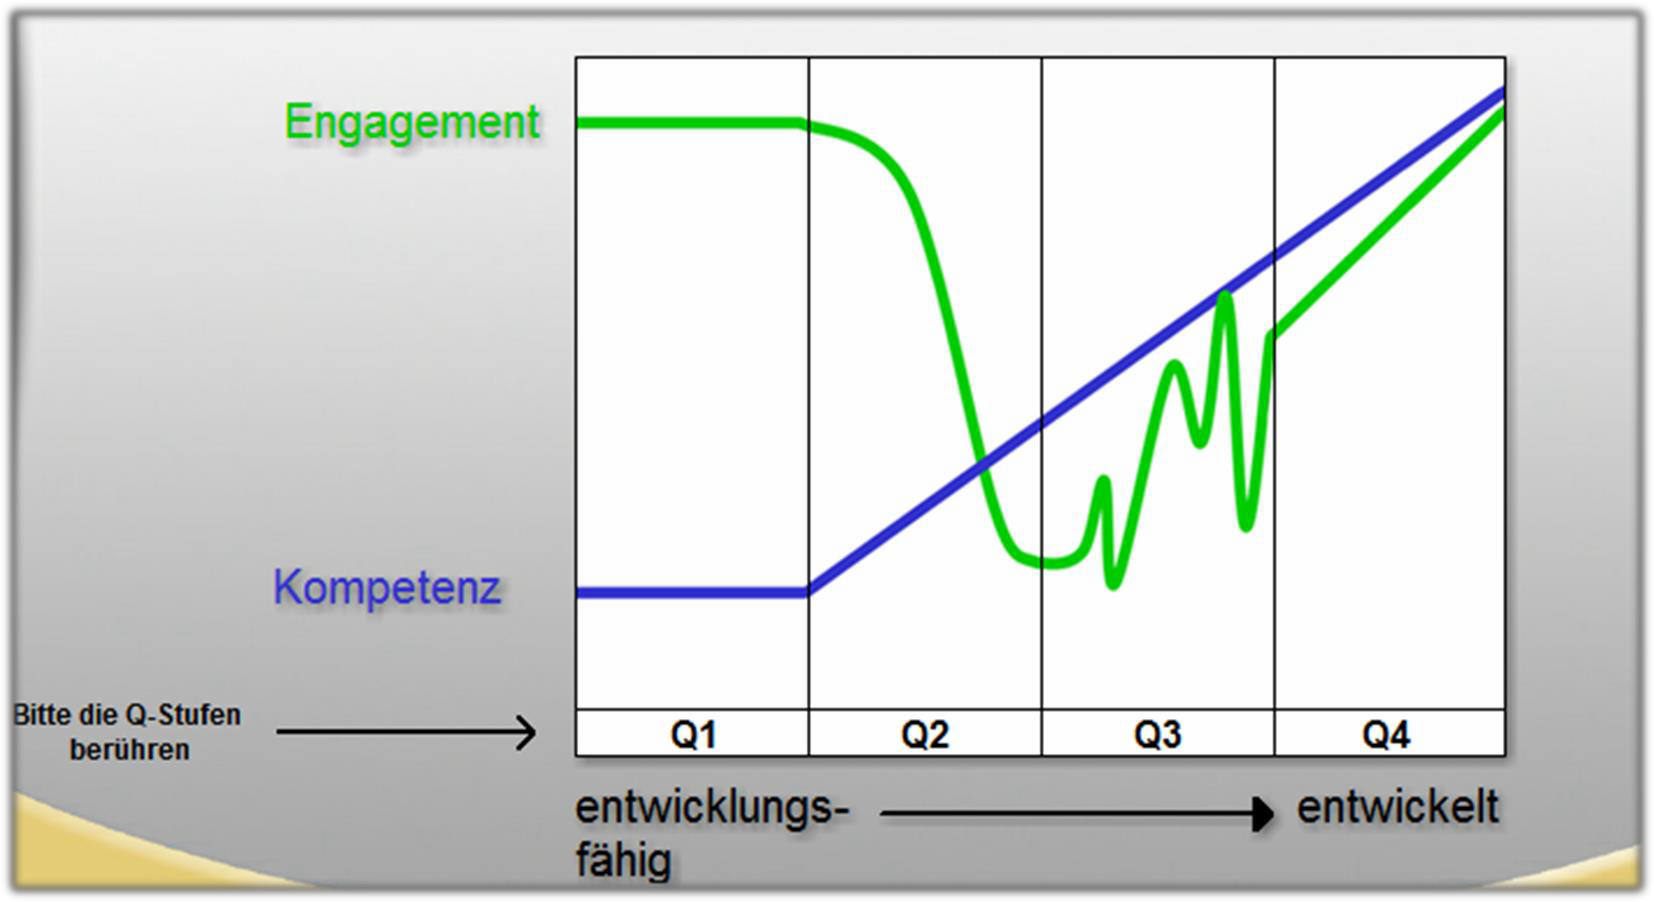 Engagement
Kompetenz
Bitte die Q-Stufen
berühren
Q1 Q2 Q3 Q4
entwicklungs-
fähig
entwickelt